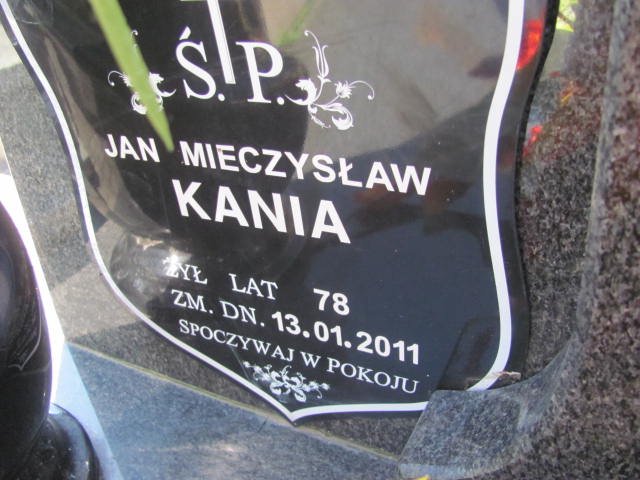 Ś. P.
JAN MIECZYSŁAW
KANIA
ŻYŁ LAT 78
ZM. DN. 13.01.2011
SPOCZYWAJ W POKOJU